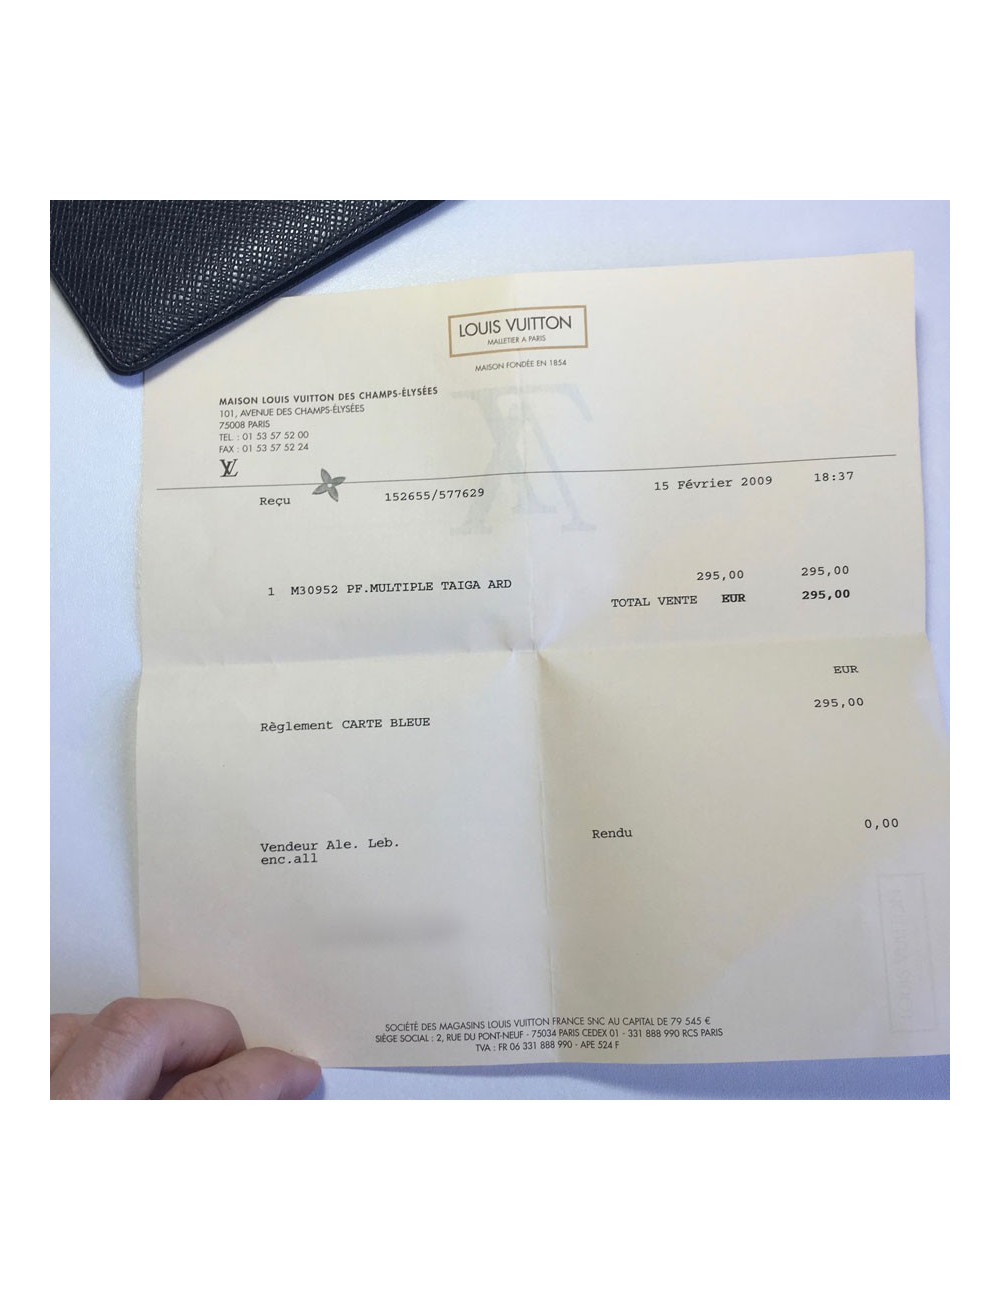 LOUIS VUITTON
MALLETIER A PARIS
MAISON FONDÉE EN 1854
MAISON LOUIS VUITTON DES CHAMPS-ÉLYSÉES
101, AVENUE DES CHAMPS-ÉLYSÉES
75008 PARIS
TEL. : 01 53 57 52 00
FAX : 01 53 57 52 24
LV
Reçu 152655/577629 15 Février 2009 18:37
1 M30952 PF.MULTIPLE TAIGA ARD 295,00 295,00
TOTAL VENTE EUR 295,00
EUR
Règlement CARTE BLEUE 295,00
Vendeur Ale. Leb. Rendu 0,00
enc.all
SOCIÉTÉ DES MAGASINS LOUIS VUITTON FRANCE SNC AU CAPITAL DE 79 545 €
SIÈGE SOCIAL : 2, RUE DU PONT-NEUF - 75034 PARIS CEDEX 01 - 331 888 990 RCS PARIS
TVA : FR 06 331 888 990 - APE 524 F